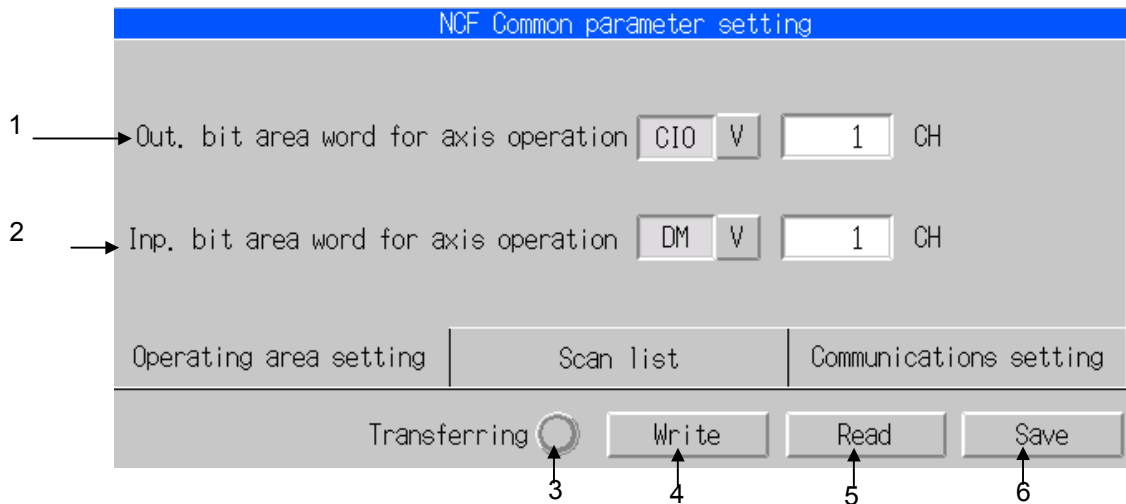 NCF Common parameter setting
1 Out. bit area word for axis operation CIO V 1 CH
2 Inp. bit area word for axis operation DM V 1 CH
Operating area setting Scan list Communications setting
Transferring Write Read Save
3 4 5 6